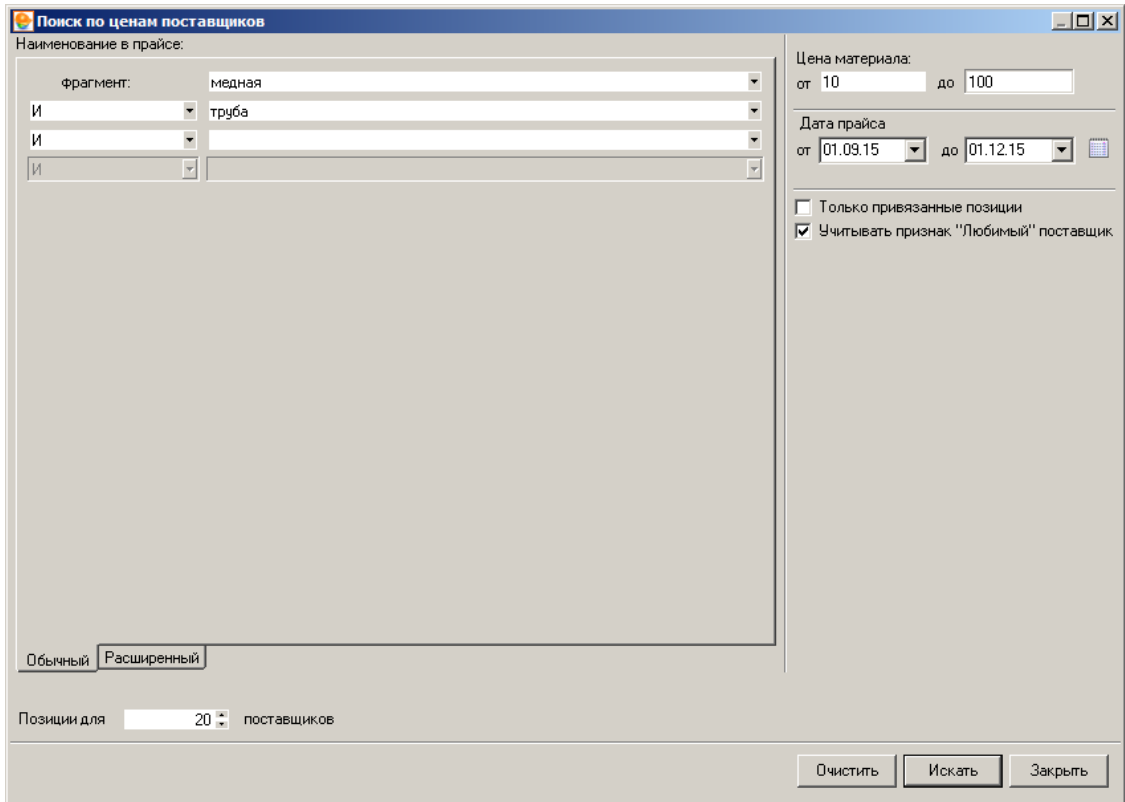 Поиск по ценам поставщиков
Наименование в прайсе:
фрагмент: медная
И труба
И
И
Обычный Расширенный
Позиции для 20 поставщиков
Цена материала:
от 10 до 100
Дата прайса
от 01.09.15 до 01.12.15
Только привязанные позиции
Учитывать признак "Любимый" поставщик
Очистить Искать Закрыть